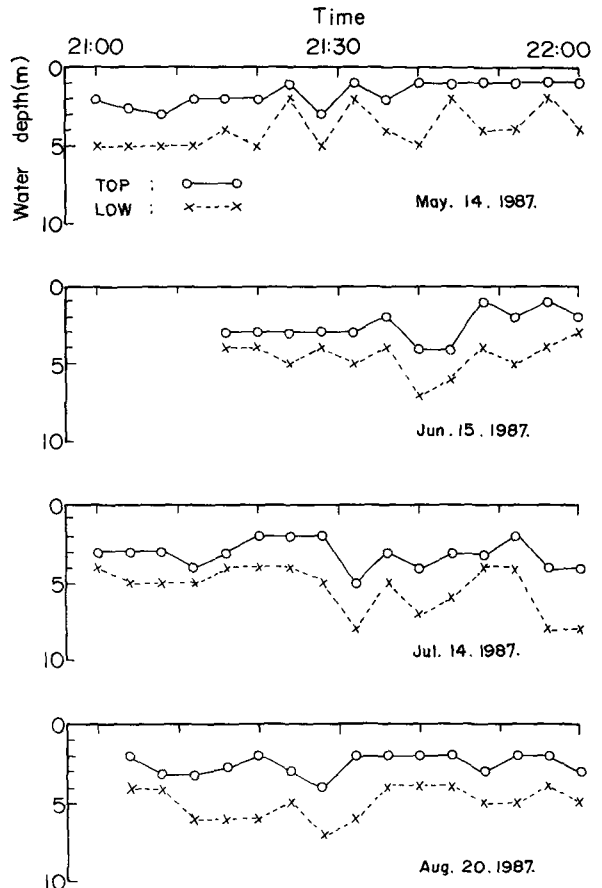 Time
21:00 21:30 22:00
Water depth(m)
0
5
10
TOP :
LOW :
May. 14. 1987.
0
5
10
Jun. 15. 1987.
0
5
10
Jul. 14. 1987.
0
5
10
Aug. 20. 1987.